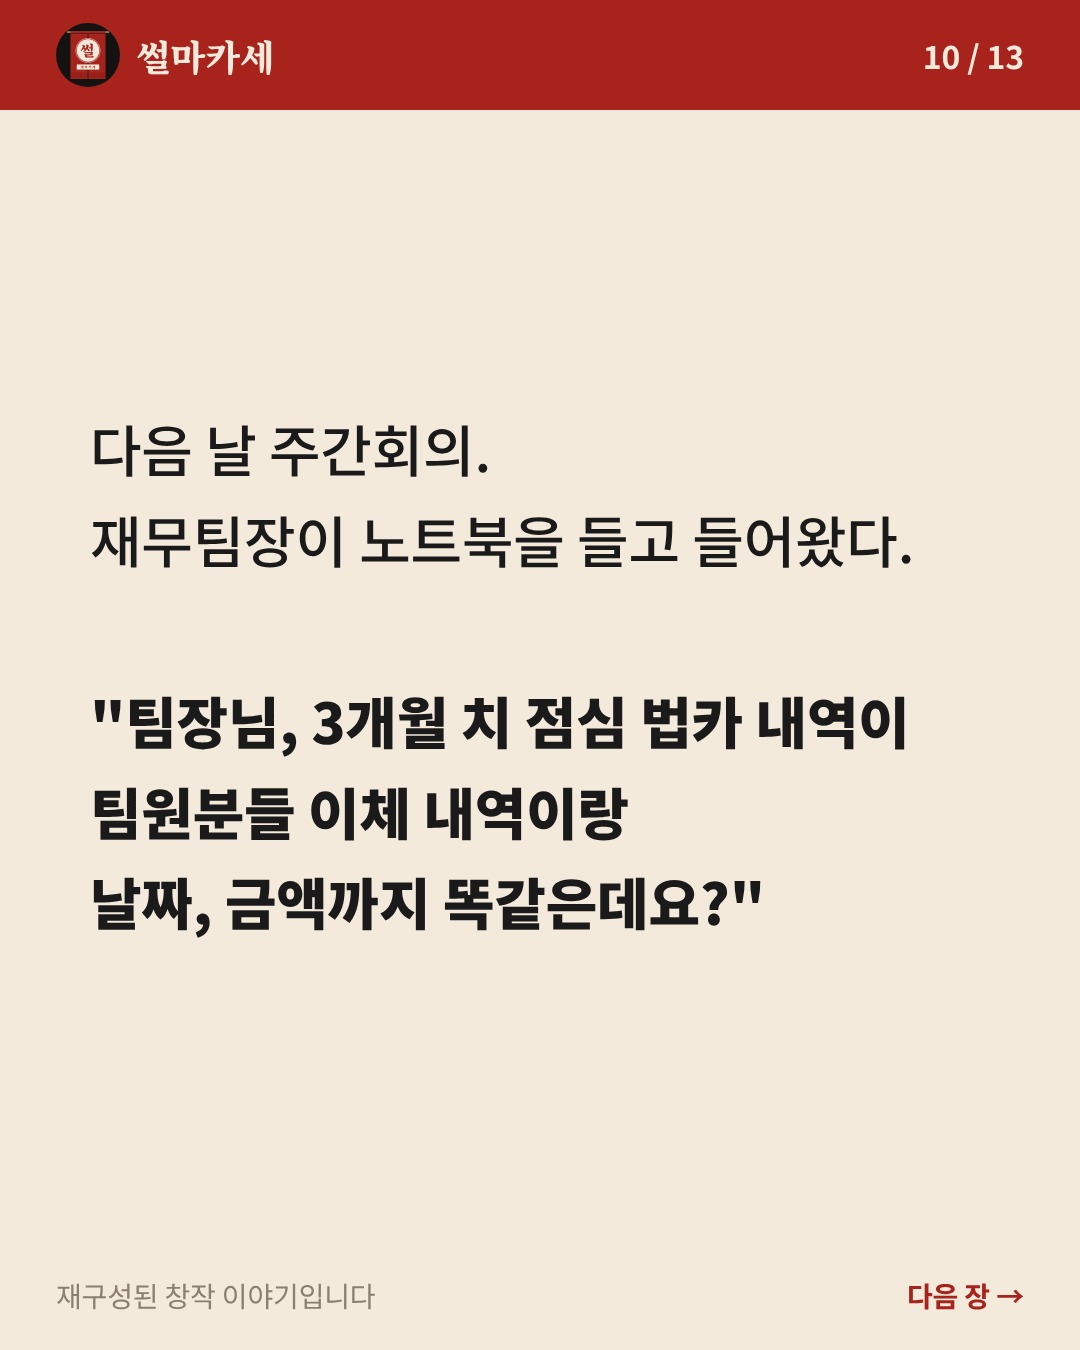 썰
썰마카세
10 / 13
다음 날 주간회의.
재무팀장이 노트북을 들고 들어왔다.
"팀장님, 3개월 치 점심 법카 내역이
팀원분들 이체 내역이랑
날짜, 금액까지 똑같은데요?"
재구성된 창작 이야기입니다
다음 장 →